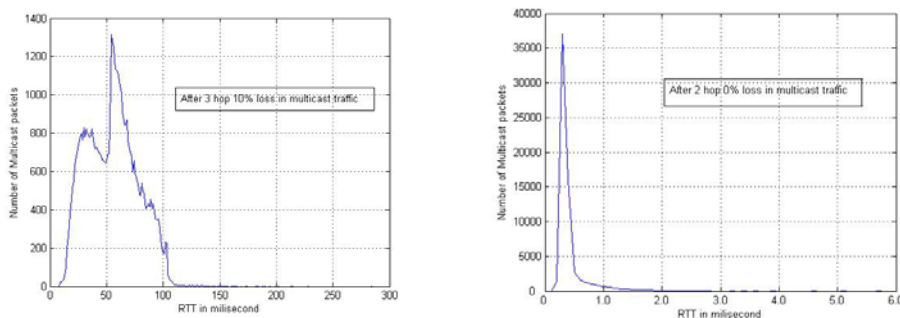 1400
1200
1000
800
600
400
200
0
Number of Multicast packets
After 3 hop 10% loss in multicast traffic
0 50 100 150 200 250 300
RTT in milisecond
40000
35000
30000
25000
20000
15000
10000
5000
0
Number of Multicast packets
After 2 hop 0% loss in multicast traffic
0 1.0 2.0 3.0 4.0 5.0 6.0
RTT in milisecond